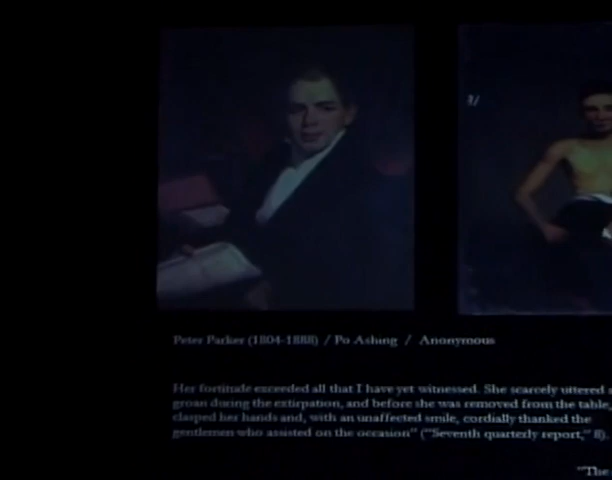 Peter Parker (1804-1888) / Po Ashing / Anonymous
Her fortitude exceeded all that I have yet witnessed. She scarcely uttered
groan during the extirpation, and before she was removed from the table,
clasped her hands and, with an unaffected smile, cordially thanked the
gentlemen who assisted on the occasion" ("Seventh quarterly report," 8).
"The